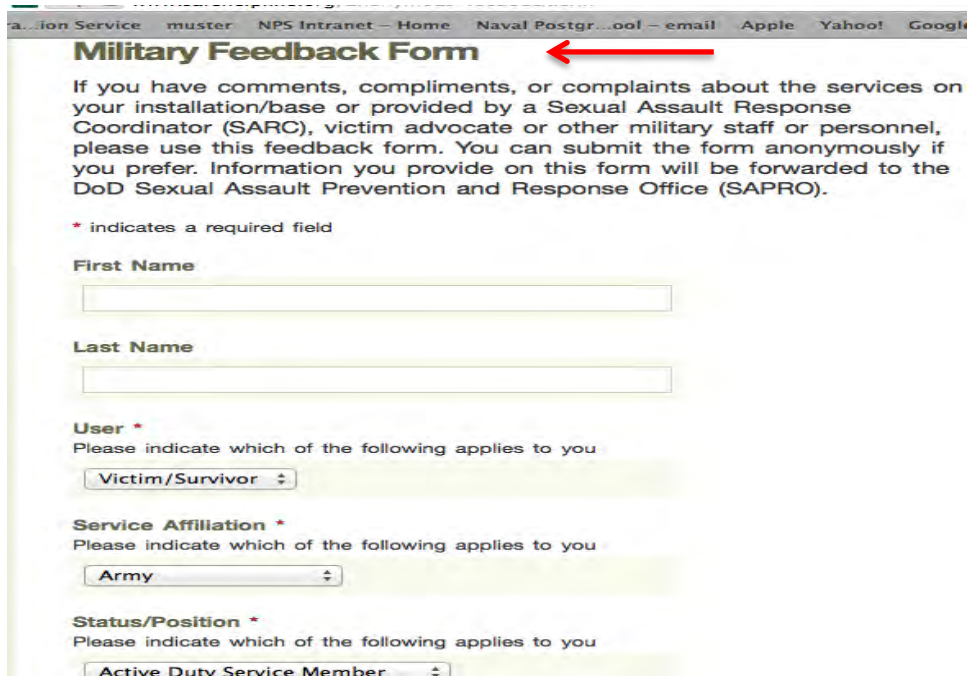 a...ion Service muster NPS Intranet – Home Naval Postgr...ool – email Apple Yahoo! Google
Military Feedback Form
If you have comments, compliments, or complaints about the services on
your installation/base or provided by a Sexual Assault Response
Coordinator (SARC), victim advocate or other military staff or personnel,
please use this feedback form. You can submit the form anonymously if
you prefer. Information you provide on this form will be forwarded to the
DoD Sexual Assault Prevention and Response Office (SAPRO).
* indicates a required field
First Name
Last Name
User *
Please indicate which of the following applies to you
Victim/Survivor
Service Affiliation *
Please indicate which of the following applies to you
Army
Status/Position *
Please indicate which of the following applies to you
Active Duty Service Member